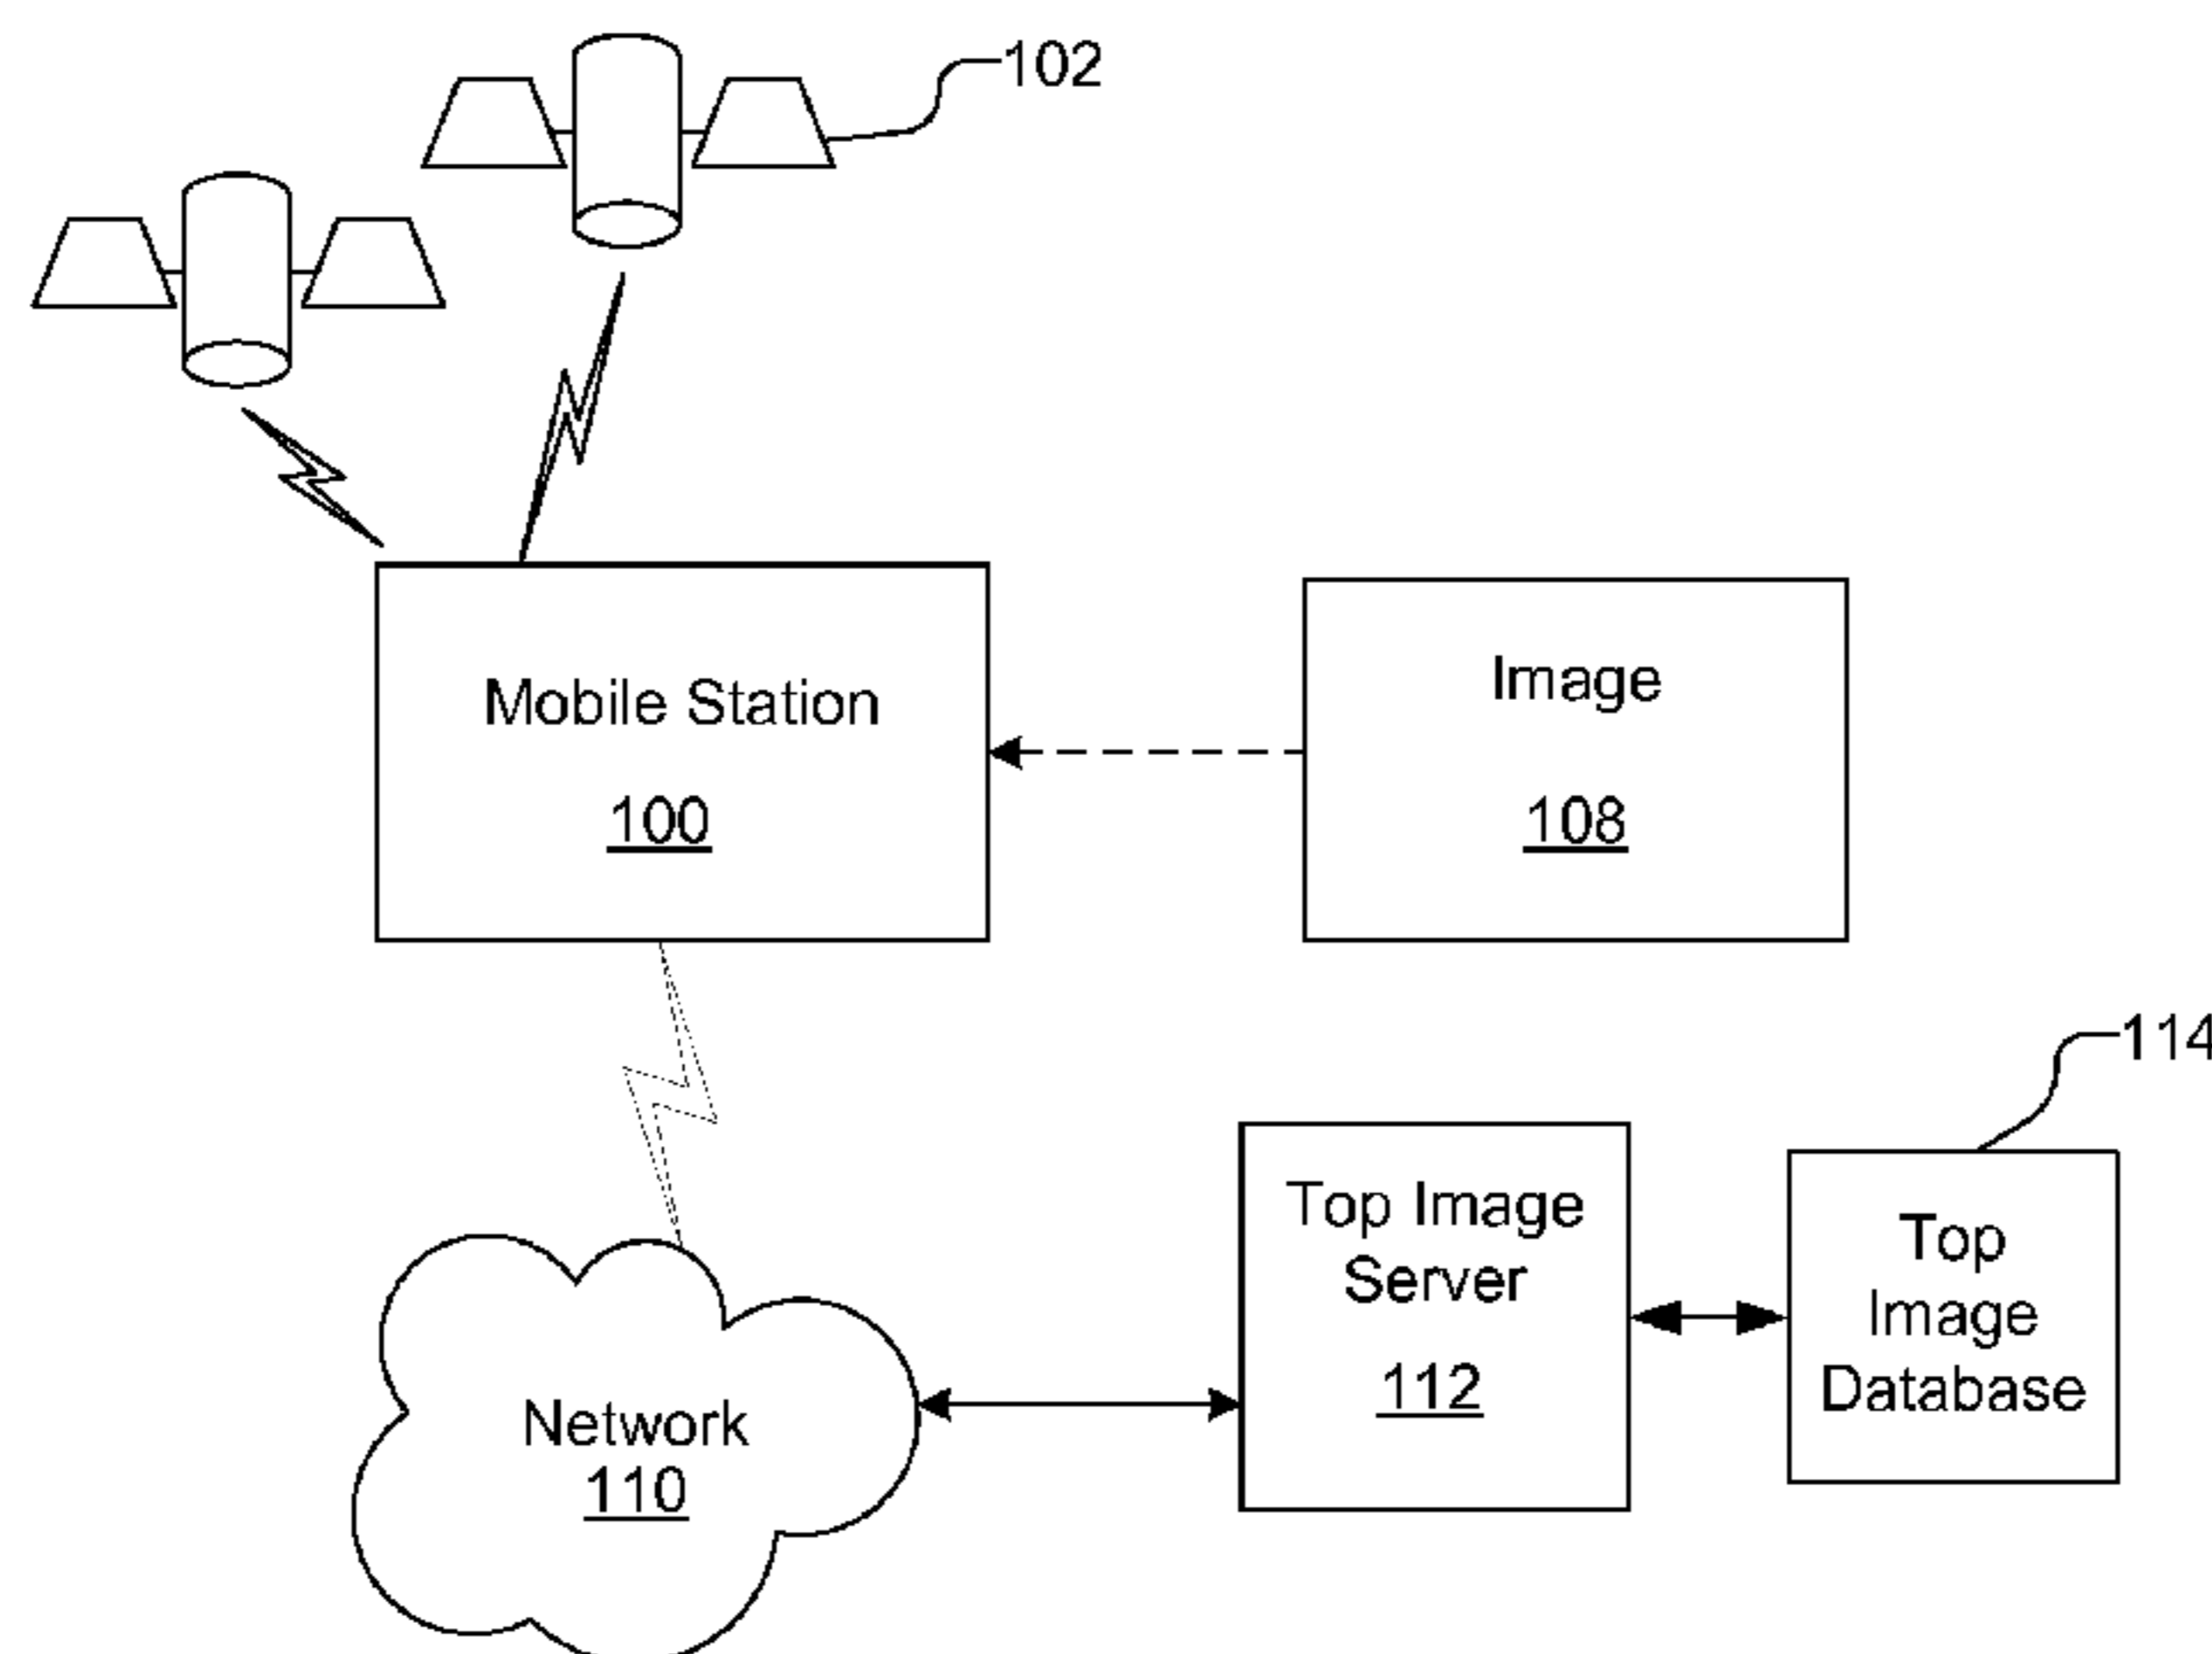 102
Mobile Station
100
Image
108
114
Top Image
Server
112
Top
Image
Database
Network
110